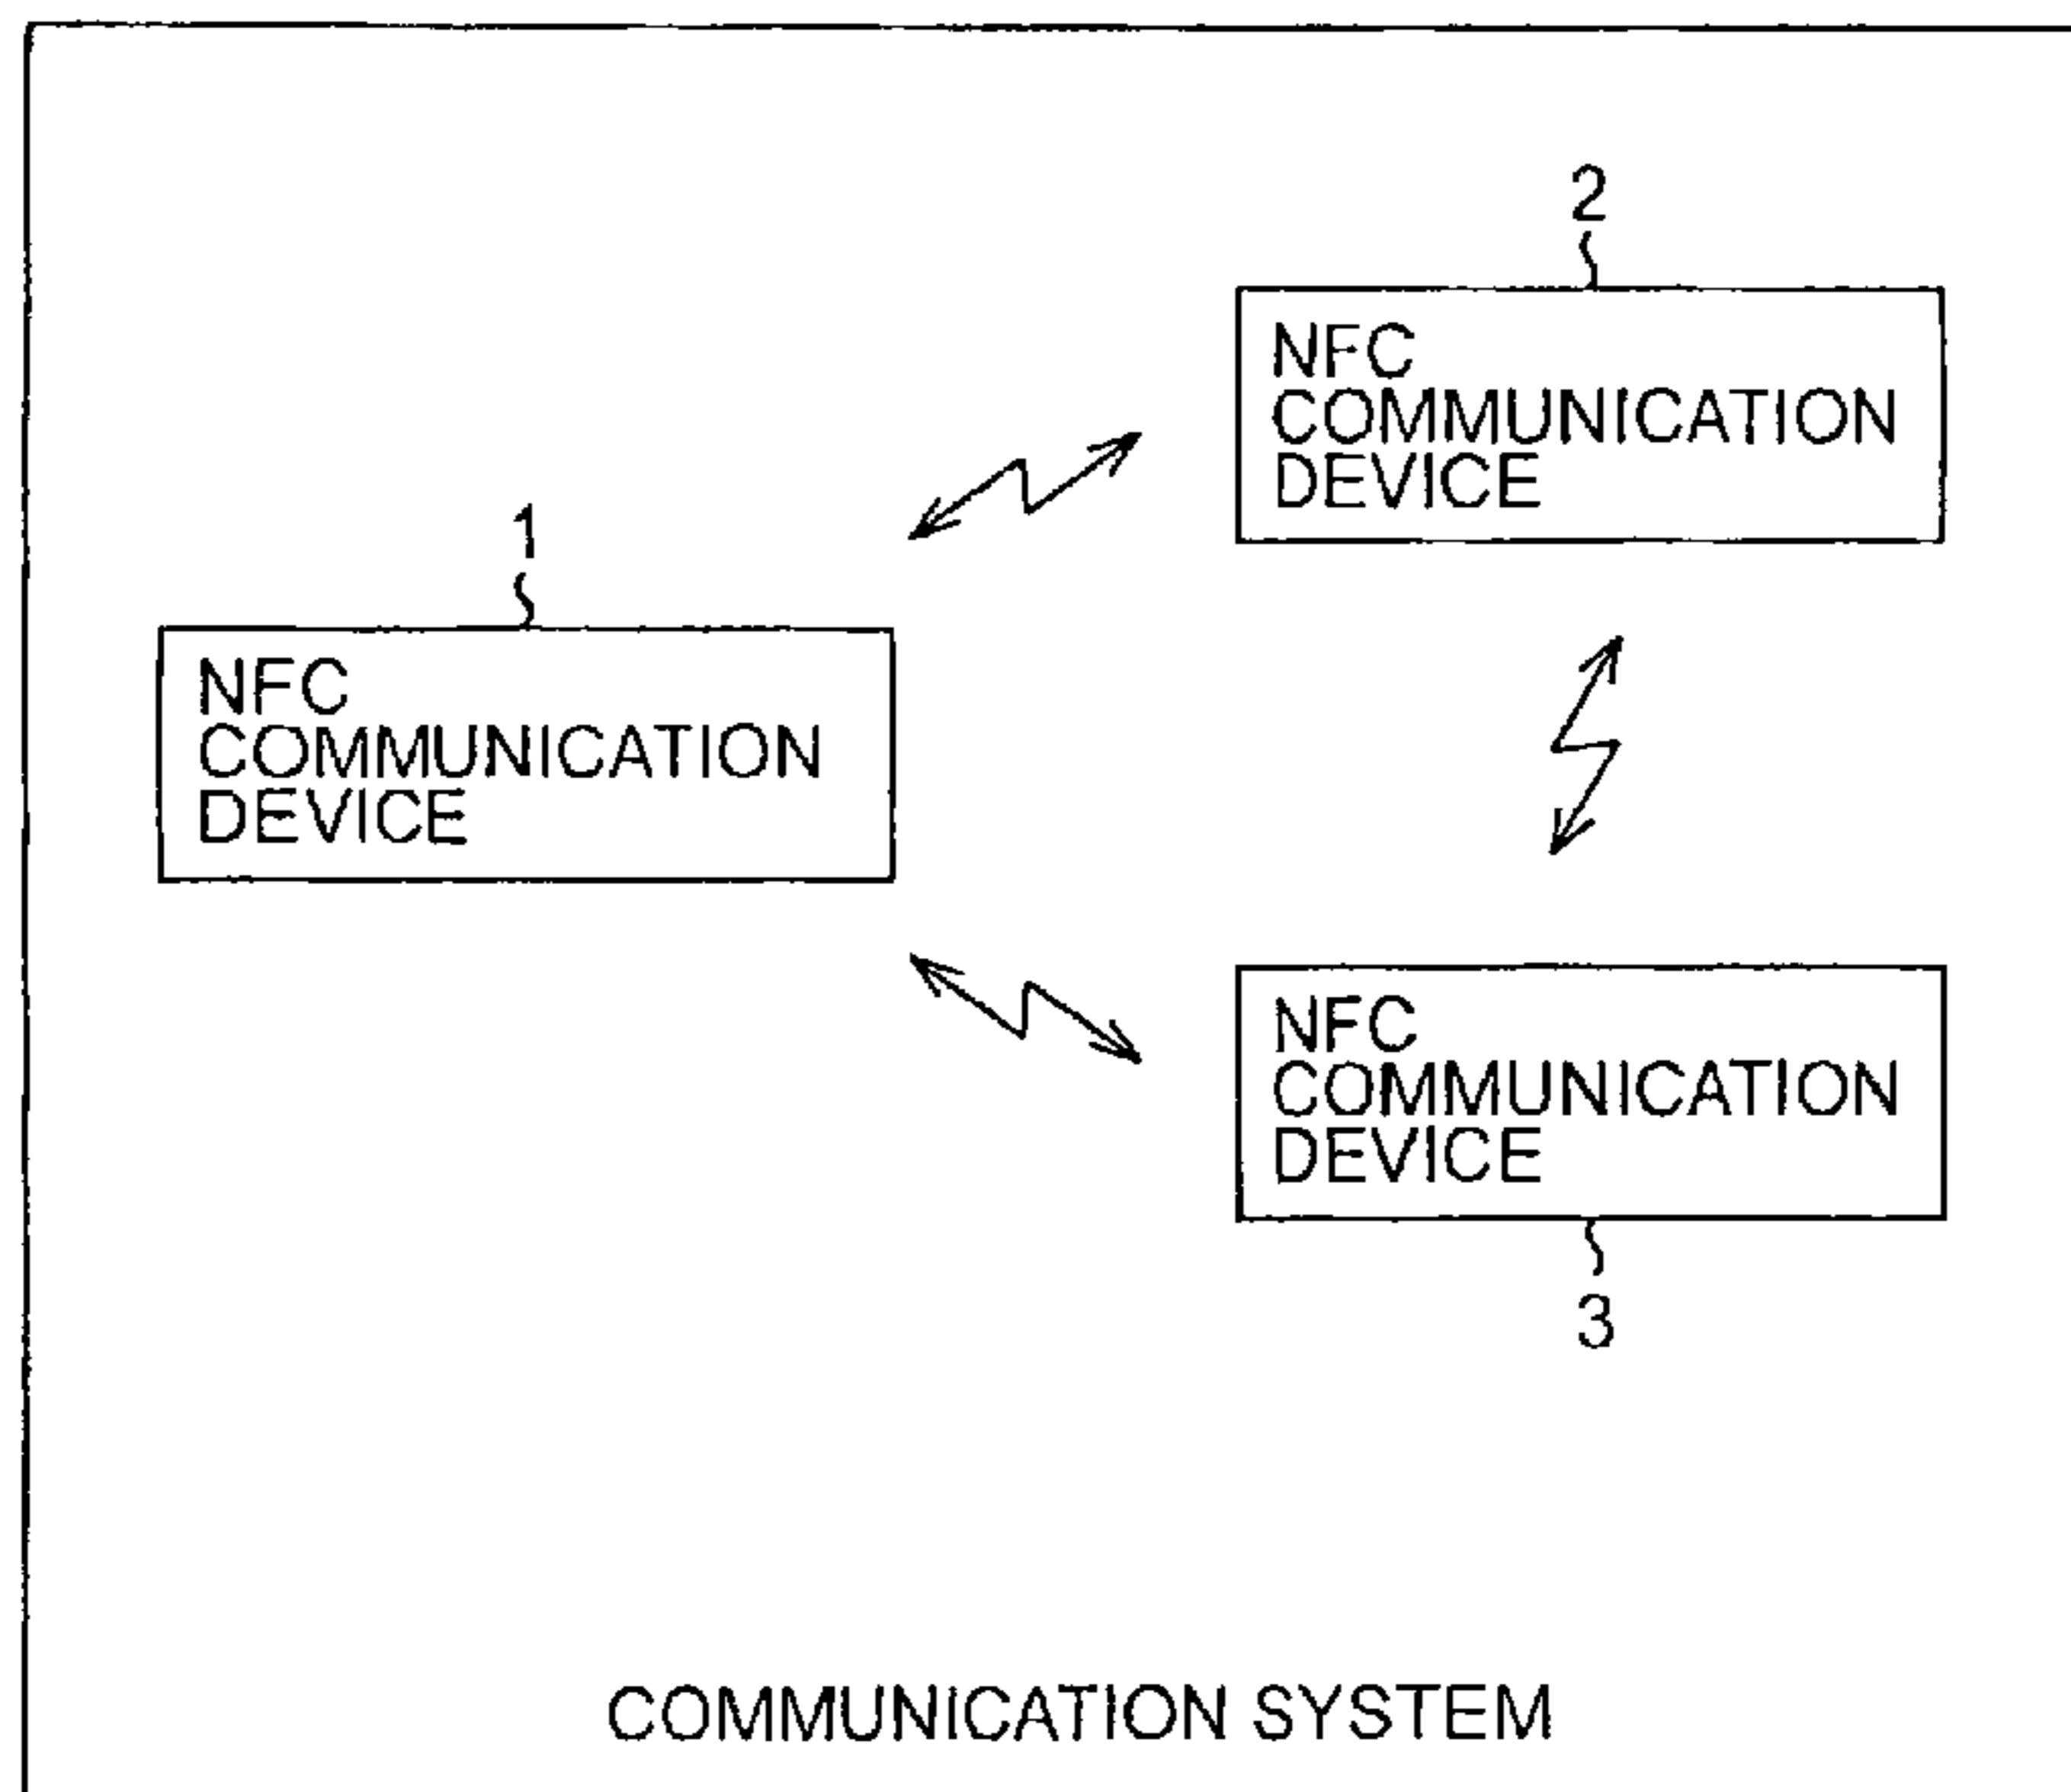 2
NFC
COMMUNICATION
DEVICE
1
NFC
COMMUNICATION
DEVICE
NFC
COMMUNICATION
DEVICE
3
COMMUNICATION SYSTEM